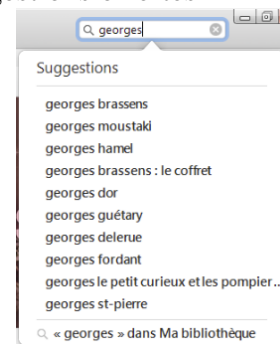 georges
Suggestions
georges brassens
georges moustaki
georges hamel
georges brassens : le coffret
georges dor
georges guétary
georges delerue
georges fordant
georges le petit curieux et les pompier...
georges st-pierre
« georges » dans Ma bibliothèque